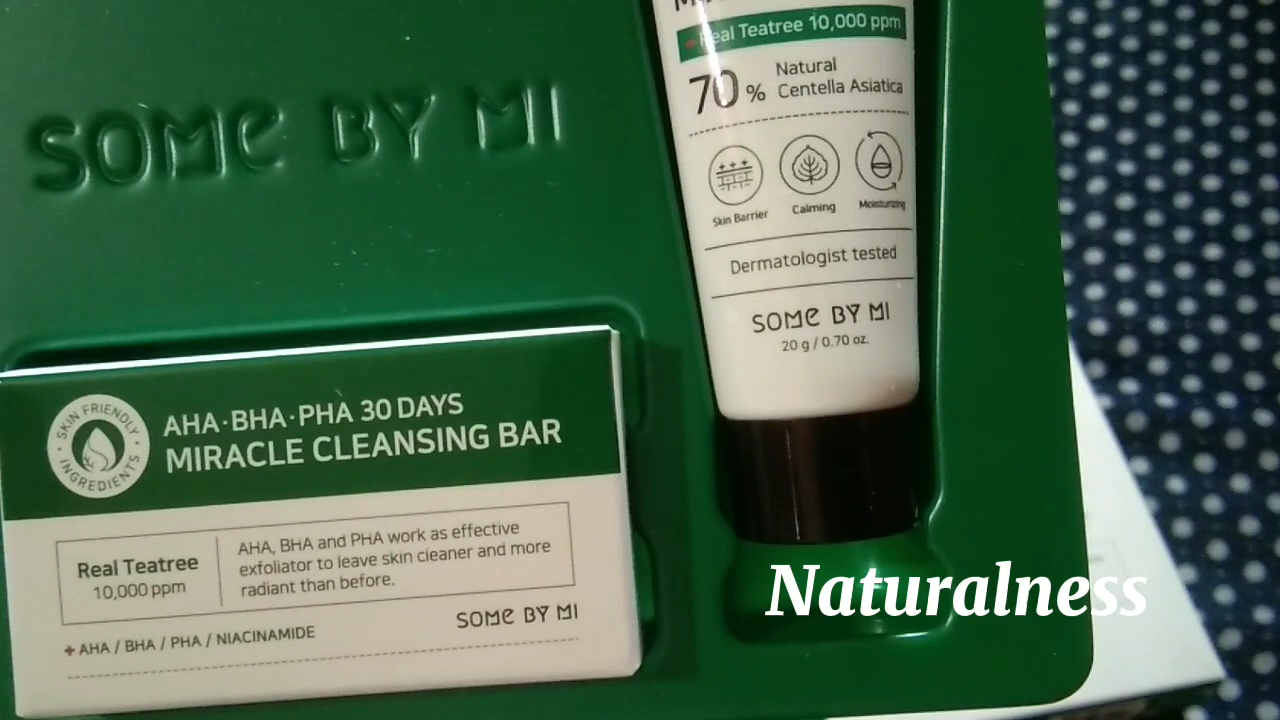 SOME BY MI
Real Teatree 10,000 ppm
70%
Natural
Centella Asiatica
Skin Barrier
Calming
Moisturizing
Dermatologist tested
SOME BY MI
20 g / 0.70 oz.
SKIN FRIENDLY
INGREDIENTS
AHA·BHA·PHA 30 DAYS
MIRACLE CLEANSING BAR
Real Teatree
10,000 ppm
AHA, BHA and PHA work as effective
exfoliator to leave skin cleaner and more
radiant than before.
SOME BY MI
+ AHA / BHA / PHA / NIACINAMIDE
Naturalness